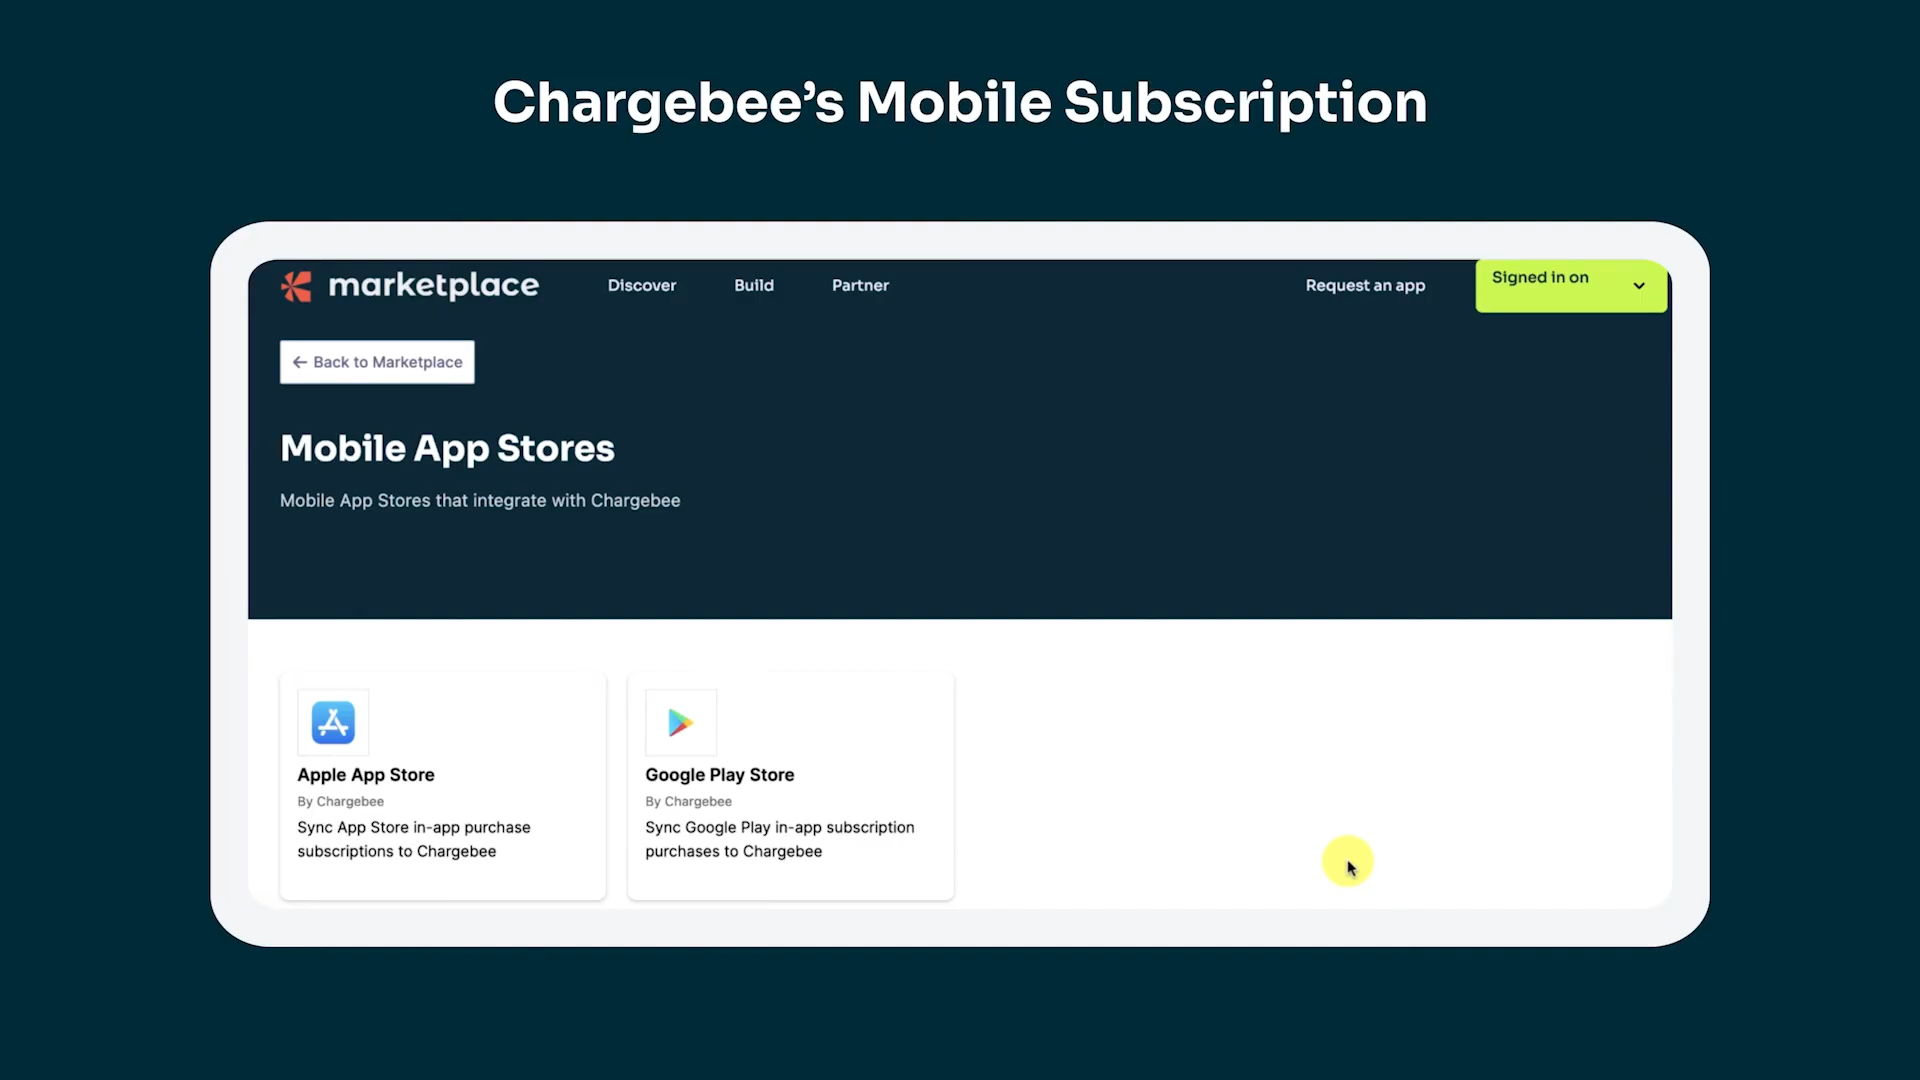 Chargebee’s Mobile Subscription
marketplace
Discover
Build
Partner
Request an app
Signed in on
← Back to Marketplace
Mobile App Stores
Mobile App Stores that integrate with Chargebee
Apple App Store
By Chargebee
Sync App Store in-app purchase
subscriptions to Chargebee
Google Play Store
By Chargebee
Sync Google Play in-app subscription
purchases to Chargebee